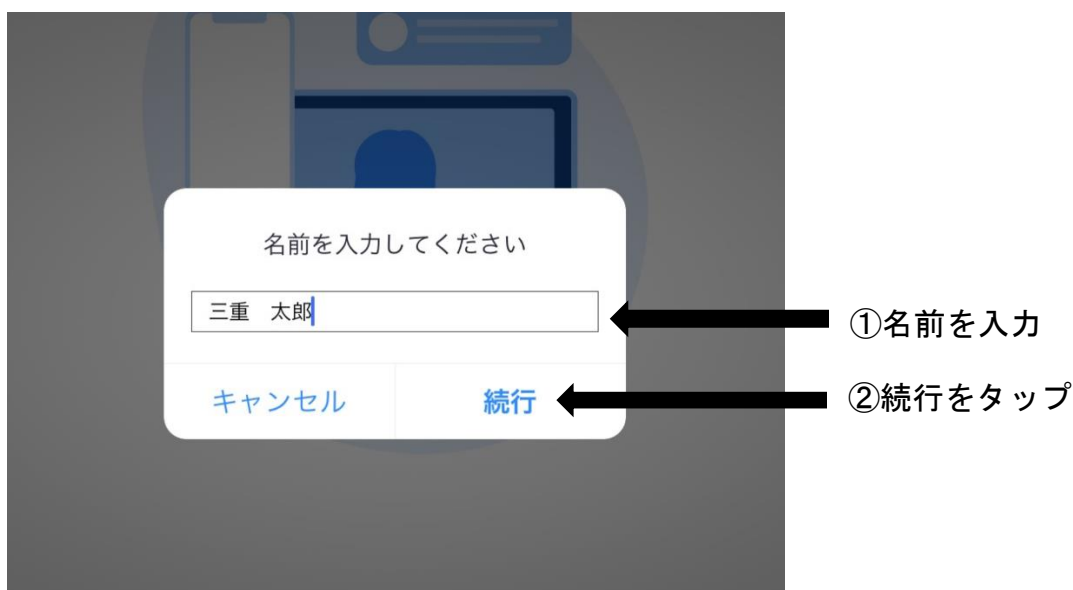 名前を入力してください
三重　太郎
①名前を入力
キャンセル
続行
②続行をタップ